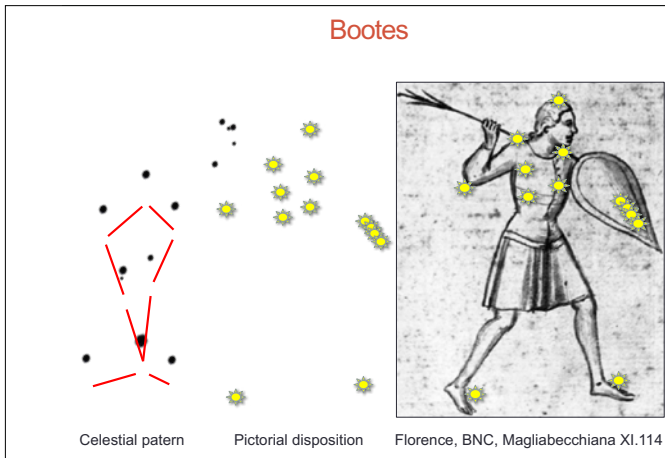 Bootes
Celestial patern
Pictorial disposition
Florence, BNC, Magliabecchiana XI.114